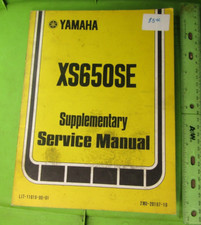 YAMAHA
XS650SE
Supplementary
Service Manual